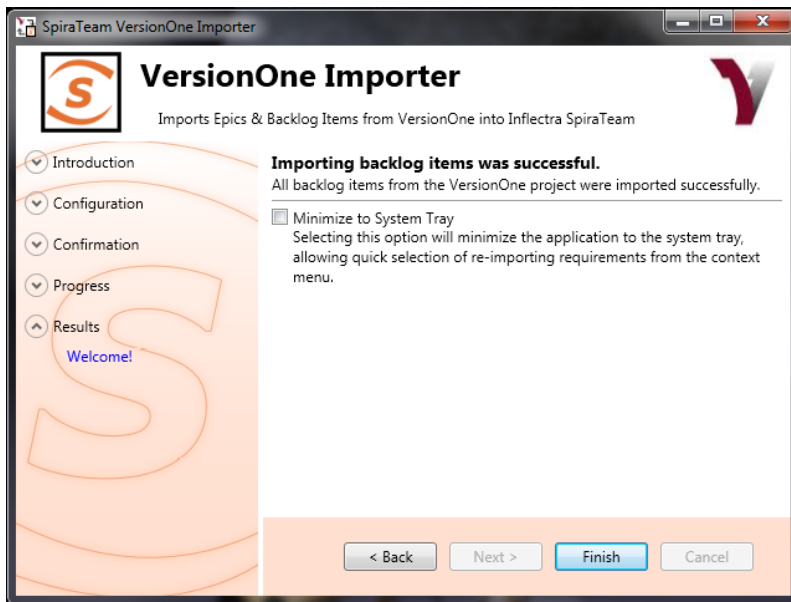 SpiraTeam VersionOne Importer
VersionOne Importer
Imports Epics & Backlog Items from VersionOne into Inflectra SpiraTeam
Introduction
Configuration
Confirmation
Progress
Results
Welcome!
Importing backlog items was successful.
All backlog items from the VersionOne project were imported successfully.
Minimize to System Tray
Selecting this option will minimize the application to the system tray,
allowing quick selection of re-importing requirements from the context
menu.
< Back
Next >
Finish
Cancel